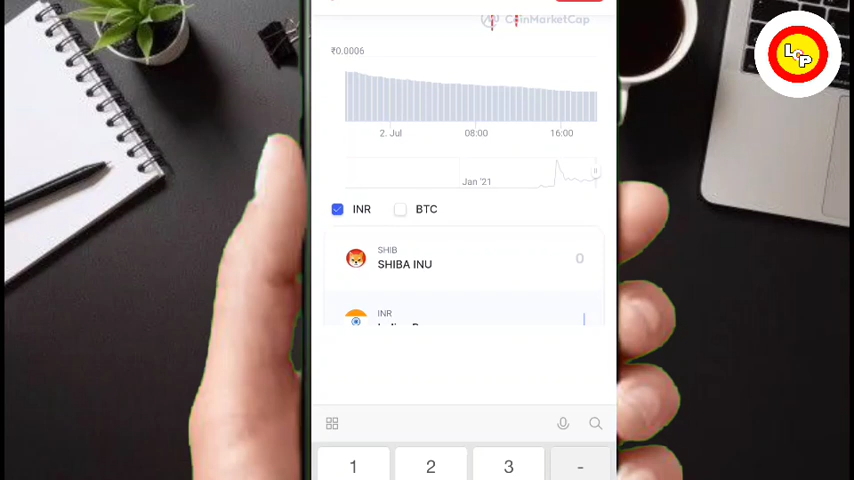 CoinMarketCap
₹0.0006
2. Jul 08:00 16:00
Jan '21
INR BTC
SHIB
SHIBA INU 0
INR
1 2 3 -
LCP